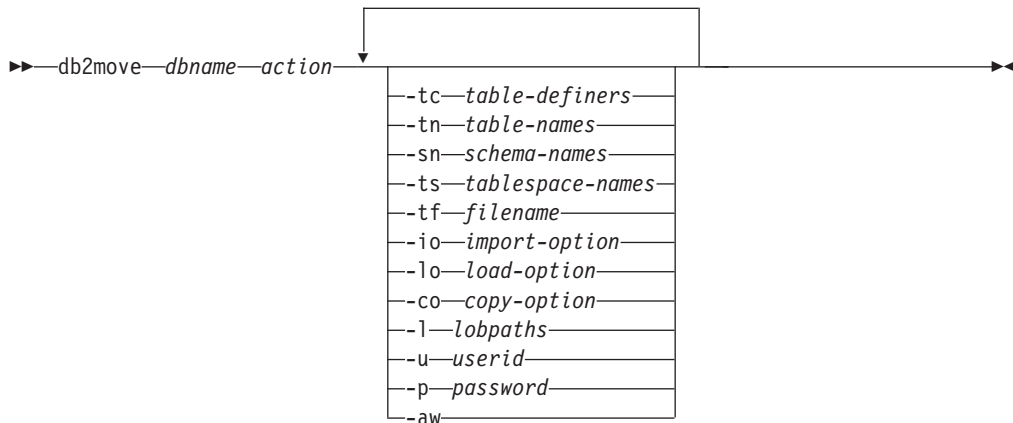 db2move dbname action
-tc table-definers
-tn table-names
-sn schema-names
-ts tablespace-names
-tf filename
-io import-option
-lo load-option
-co copy-option
-l lobpaths
-u userid
-p password
-aw